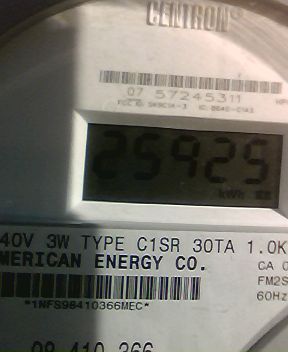 CENTRON®
07 57245311
25925
kWh
40V 3W TYPE C1SR 30TA 1.0K
MERICAN ENERGY CO.
CA 0
FM2S
60Hz
*1NFS98410366MEC*
98 410 366